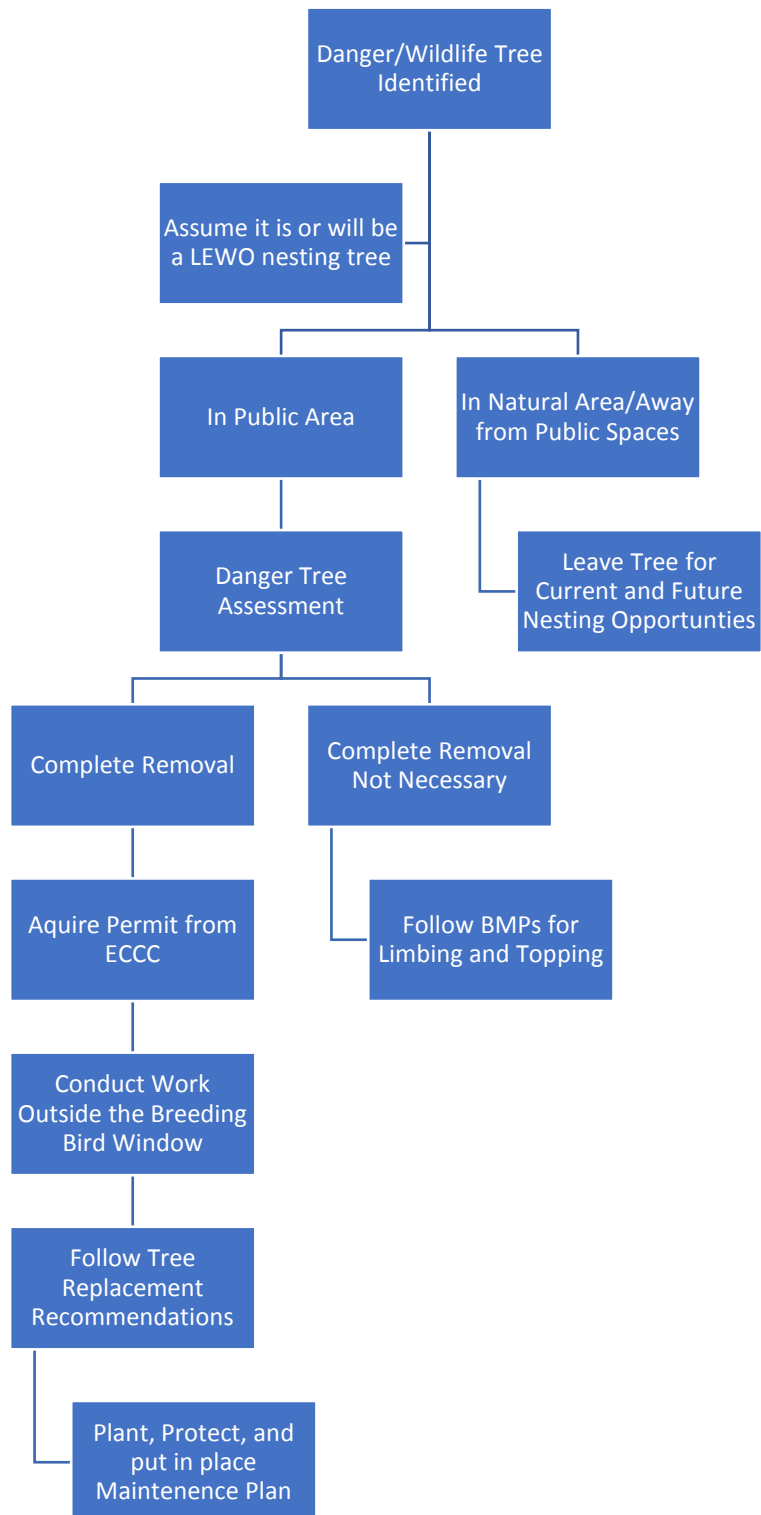 Danger/Wildlife Tree
Identified
Assume it is or will be
a LEWO nesting tree
In Public Area
In Natural Area/Away
from Public Spaces
Danger Tree
Assessment
Leave Tree for
Current and Future
Nesting Opportunties
Complete Removal
Complete Removal
Not Necessary
Aquire Permit from
ECCC
Follow BMPs for
Limbing and Topping
Conduct Work
Outside the Breeding
Bird Window
Follow Tree
Replacement
Recommendations
Plant, Protect, and
put in place
Maintenence Plan